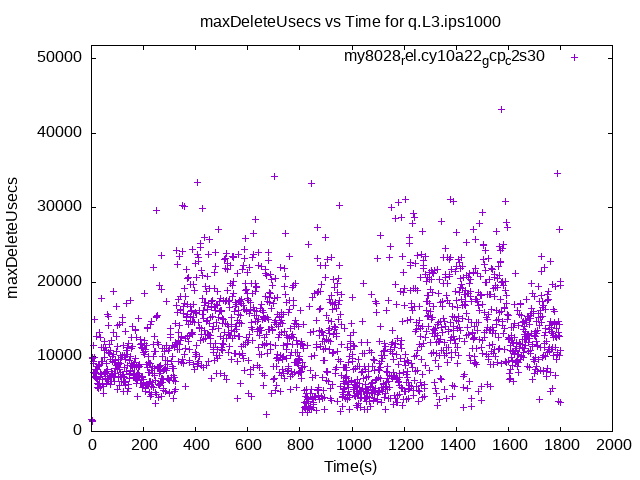 maxDeleteUsecs vs Time for q.L3.ips1000
my8028rel.cy10a22gcpc2s30
50000
40000
30000
20000
10000
0
maxDeleteUsecs
0 200 400 600 800 1000 1200 1400 1600 1800 2000
Time(s)